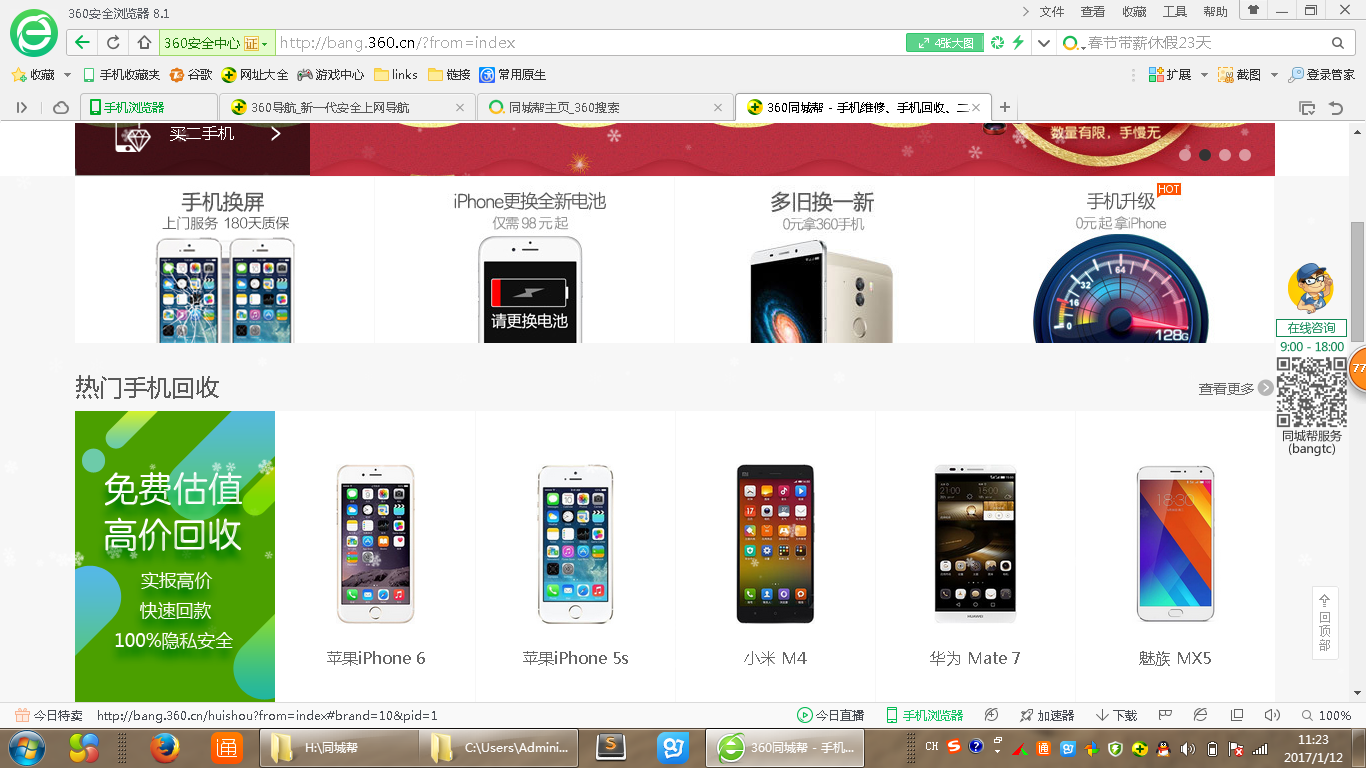 360安全浏览器 8.1
文件 查看 收藏 工具 帮助
360安全中心 证 http://bang.360.cn/?from=index 4张大图 春节带薪休假23天
收藏 手机收藏夹 谷歌 网址大全 游戏中心 links 链接 常用原生 扩展 截图 登录管家
手机浏览器 360导航_新一代安全上网导航 同城帮主页_360搜索 360同城帮 - 手机维修、手机回收、二
买二手机
数量有限，手慢无
手机换屏
上门服务 180天质保
iPhone更换全新电池
仅需 98 元 起
请更换电池
多旧换一新
0元拿360手机
手机升级 HOT
0元 起 拿iPhone
0 16 32 64 128G
在线咨询
9:00 - 18:00
同城帮服务
(bangtc)
77
热门手机回收
查看更多
免费估值
高价回收
实报高价
快速回款
100%隐私安全
苹果iPhone 6
苹果iPhone 5s
小米 M4
华为 Mate 7
魅族 MX5
回顶部
今日特卖 http://bang.360.cn/huishou?from=index#brand=10&pid=1 今日直播 手机浏览器 加速器 下载 100%
H:\同城帮 C:\Users\Admini... 360同城帮 - 手机... CH 11:23
2017/1/12